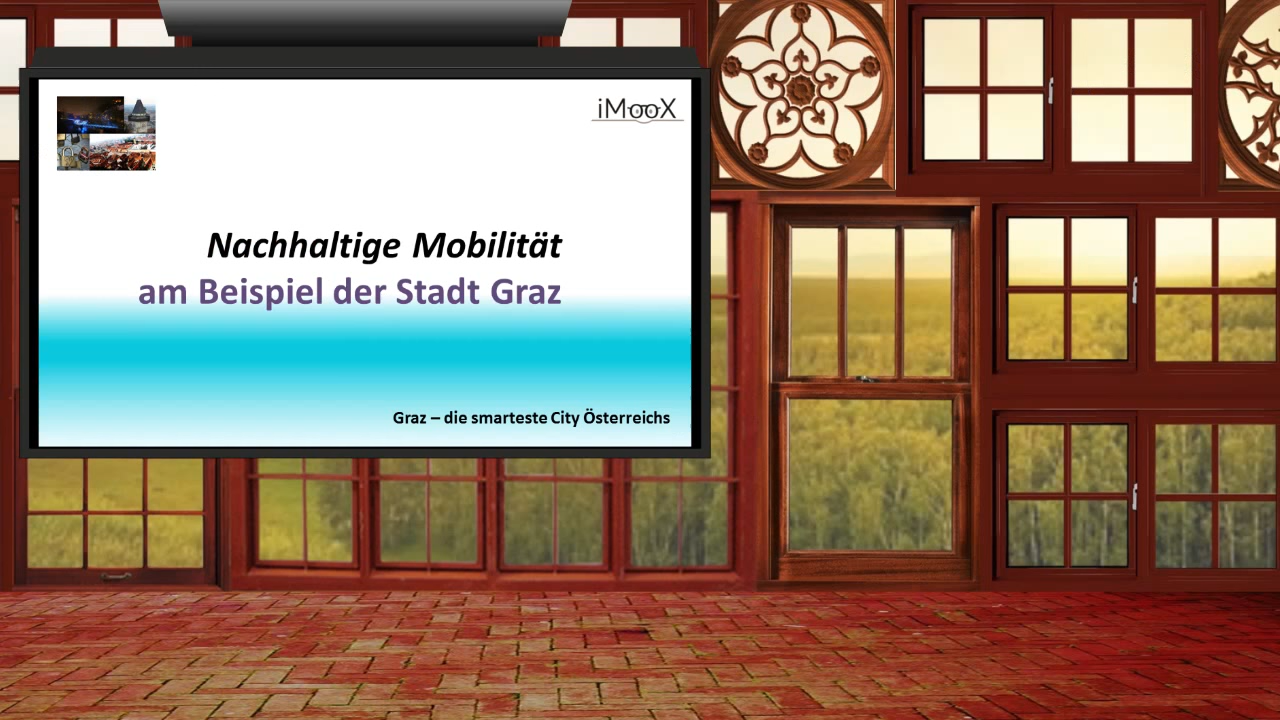 iMooX
Nachhaltige Mobilität
am Beispiel der Stadt Graz
Graz – die smarteste City Österreichs